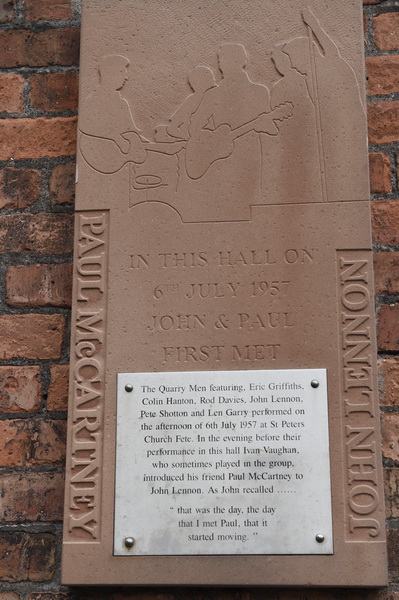 IN THIS HALL ON
6TH JULY 1957
JOHN & PAUL
FIRST MET
PAUL McCARTNEY
JOHN LENNON
The Quarry Men featuring, Eric Griffiths,
Colin Hanton, Rod Davies, John Lennon,
Pete Shotton and Len Garry performed on
the afternoon of 6th July 1957 at St Peters
Church Fete. In the evening before their
performance in this hall Ivan Vaughan,
who sometimes played in the group,
introduced his friend Paul McCartney to
John Lennon. As John recalled ......
“ that was the day, the day
that I met Paul, that it
started moving. ”